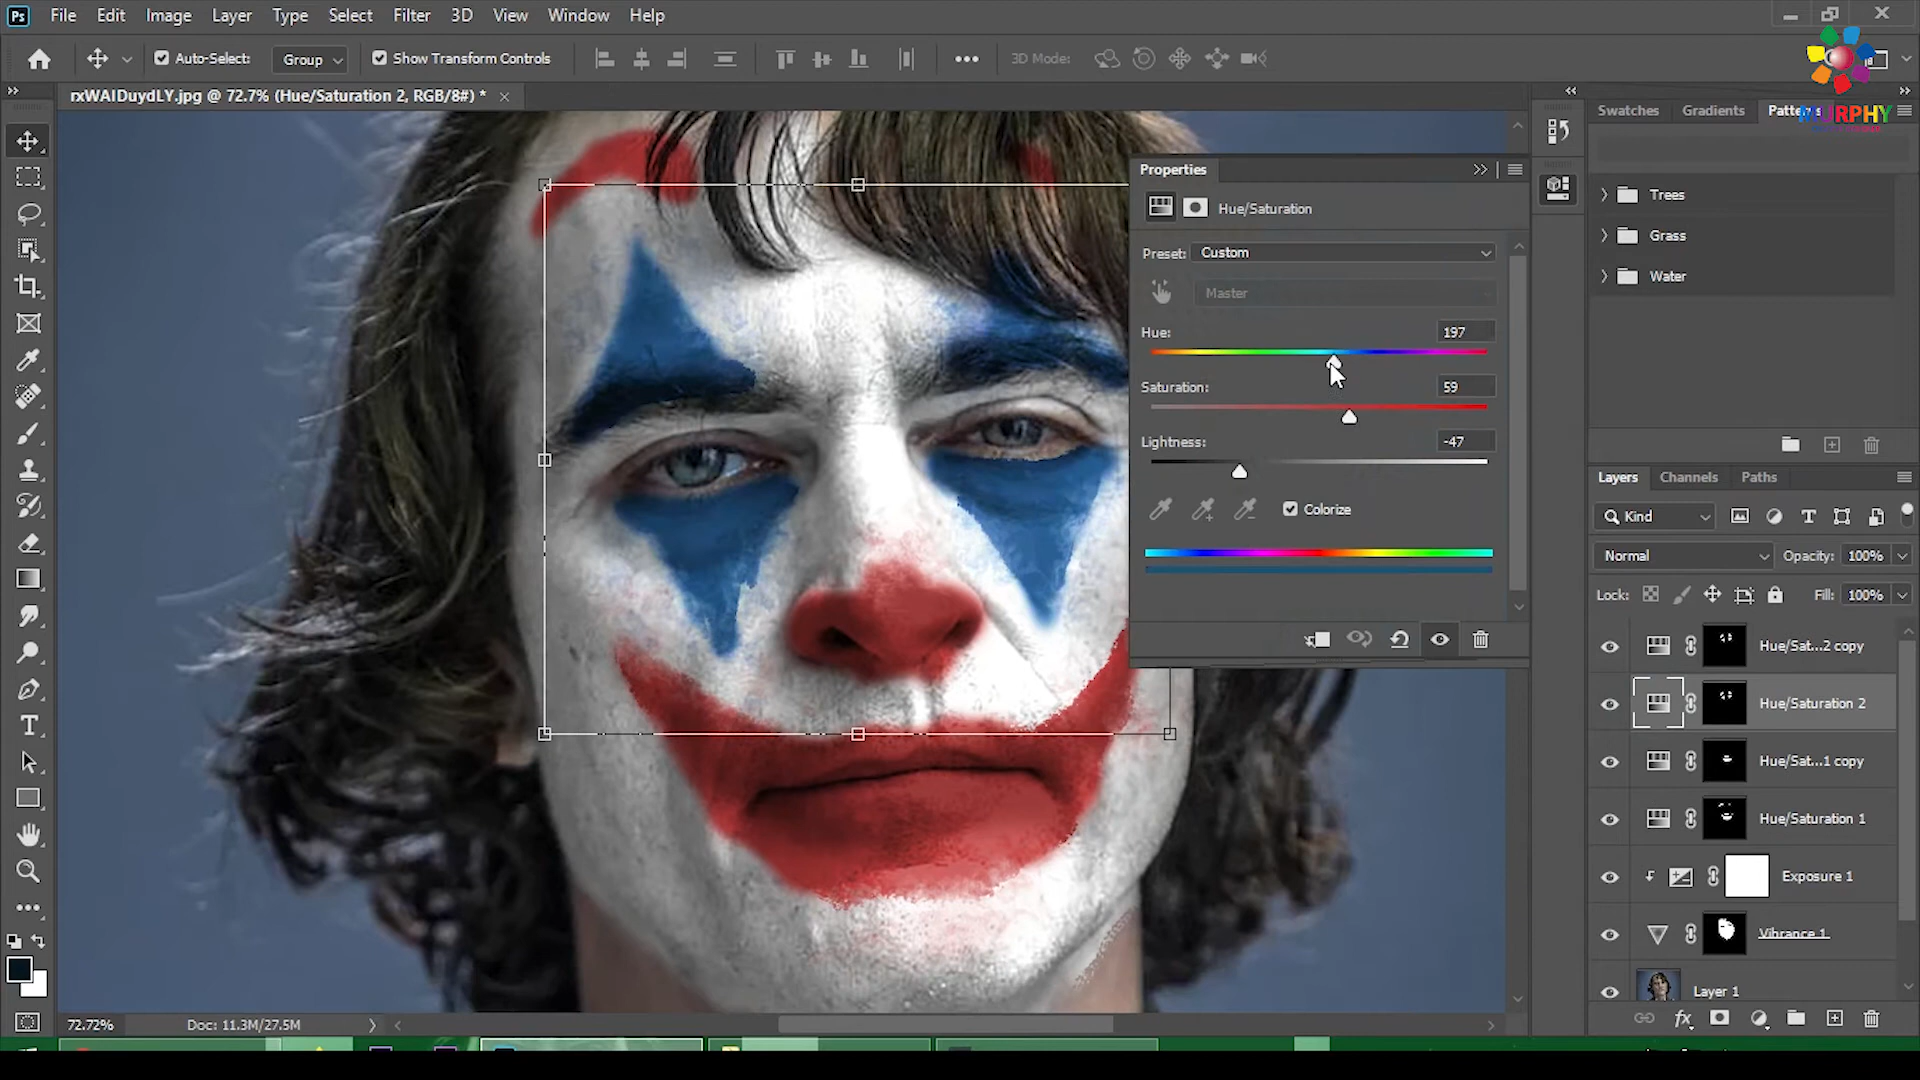 Ps File Edit Image Layer Type Select Filter 3D View Window Help
Auto-Select: Group Show Transform Controls 3D Mode:
rxWAIDuydLY.jpg @ 72.7% (Hue/Saturation 2, RGB/8#) *
MURPHY
Swatches Gradients Patterns
Trees
Grass
Water
Properties
Hue/Saturation
Preset: Custom
Master
Hue: 197
Saturation: 59
Lightness: -47
Colorize
Layers Channels Paths
Kind
Normal Opacity: 100%
Lock: Fill: 100%
Hue/Sat...2 copy
Hue/Saturation 2
Hue/Sat...1 copy
Hue/Saturation 1
Exposure 1
Vibrance 1
Layer 1
72.72% Doc: 11.3M/27.5M